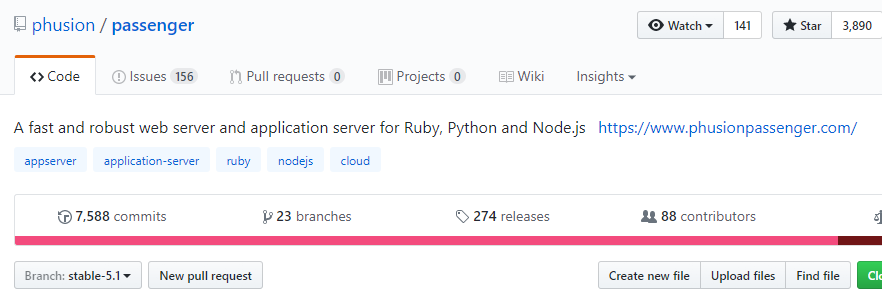 phusion / passenger Watch 141 Star 3,890
Code Issues 156 Pull requests 0 Projects 0 Wiki Insights
A fast and robust web server and application server for Ruby, Python and Node.js https://www.phusionpassenger.com/
appserver application-server ruby nodejs cloud
7,588 commits 23 branches 274 releases 88 contributors
Branch: stable-5.1 New pull request Create new file Upload files Find file